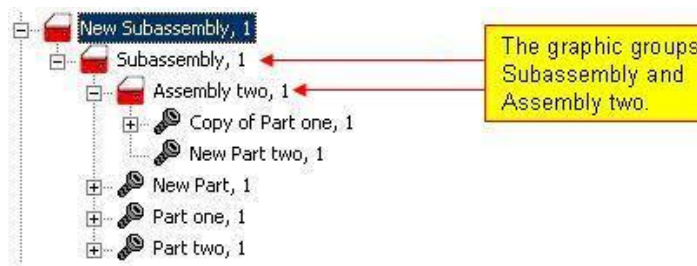 New Subassembly, 1
Subassembly, 1
Assembly two, 1
Copy of Part one, 1
New Part two, 1
New Part, 1
Part one, 1
Part two, 1
The graphic groups
Subassembly and
Assembly two.